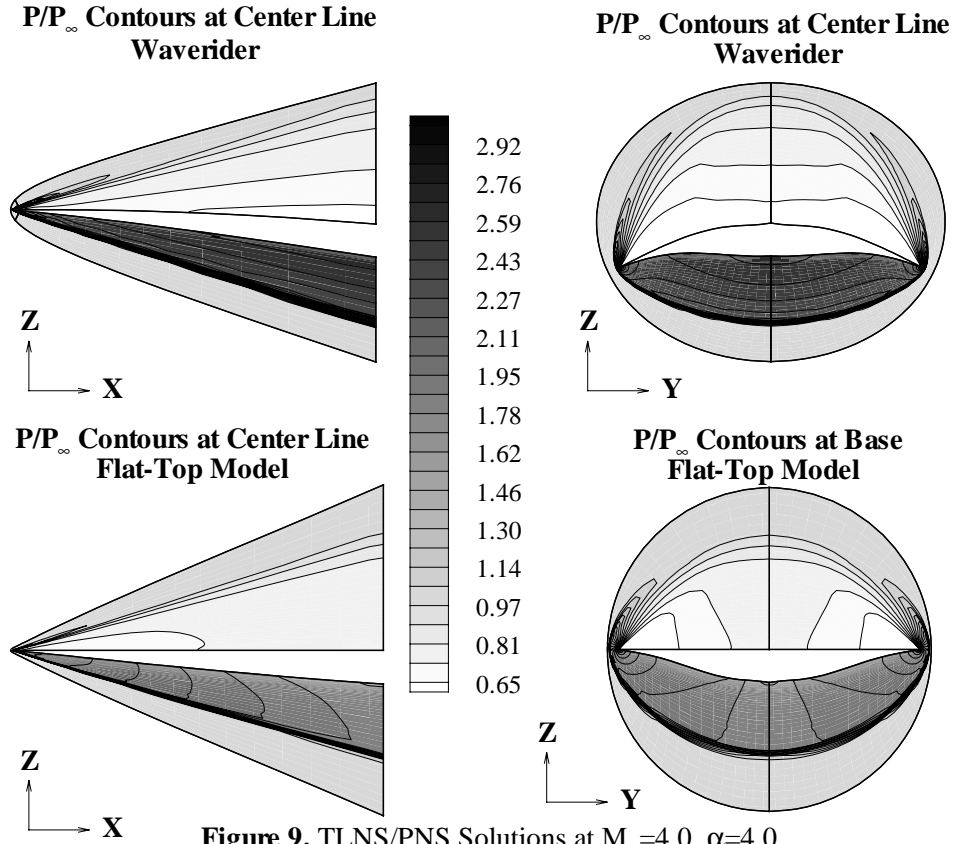 P/P∞ Contours at Center Line
Waverider
P/P∞ Contours at Center Line
Waverider
2.92
2.76
2.59
2.43
2.27
2.11
1.95
1.78
1.62
1.46
1.30
1.14
0.97
0.81
0.65
Z
X
Z
Y
P/P∞ Contours at Center Line
Flat-Top Model
P/P∞ Contours at Base
Flat-Top Model
Z
X
Z
Y
Figure 9. TLNS/PNS Solutions at M =4.0, α=4.0